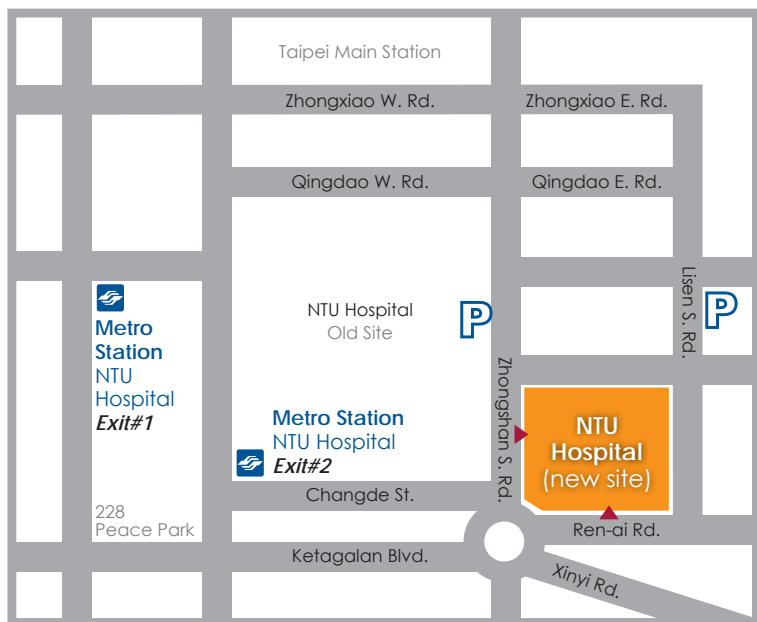 Taipei Main Station
Zhongxiao W. Rd.
Zhongxiao E. Rd.
Qingdao W. Rd.
Qingdao E. Rd.
Lisen S. Rd.
P
NTU Hospital
Old Site
P
Metro
Station
NTU
Hospital
Exit#1
Zhongshan S. Rd.
Metro Station
NTU Hospital
Exit#2
NTU
Hospital
(new site)
Changde St.
228
Peace Park
Ren-ai Rd.
Ketagalan Blvd.
Xinyi Rd.